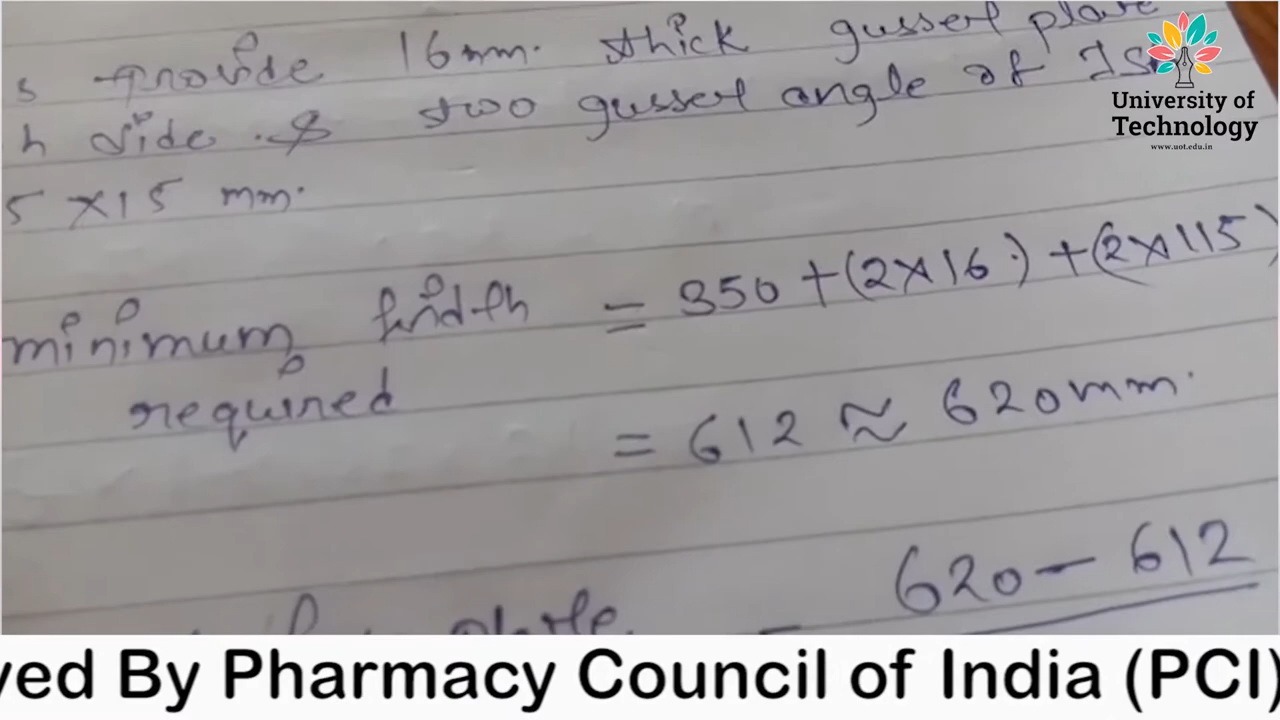 s provide 16mm. thick gusset plate
h side & two gusset angle of IS
5 x 15 mm.
minimum width = 350 + (2x16) + (2x115)
required
= 612 ≈ 620mm.
620 - 612
plate
University of
Technology
www.uot.edu.in
ved By Pharmacy Council of India (PCI)